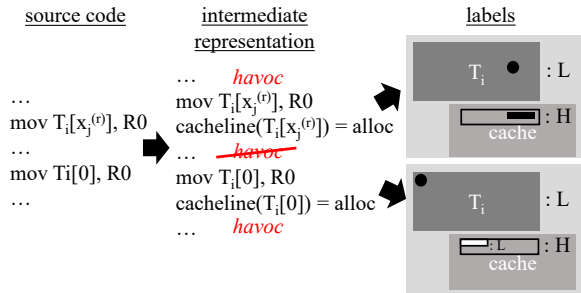 source code
intermediate
representation
labels
...
mov T_i[x_j^(r)], R0
...
mov Ti[0], R0
...
... havoc
mov T_i[x_j^(r)], R0
cacheline(T_i[x_j^(r)]) = alloc
... havoc
mov T_i[0], R0
cacheline(T_i[0]) = alloc
... havoc
T_i : L
: H
cache
T_i : L
: L : H
cache